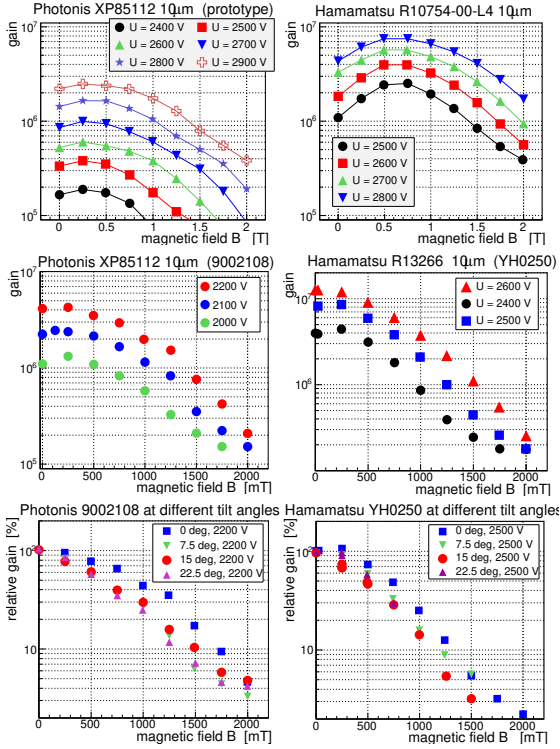 Photonis XP85112 10µm (prototype)
gain
U = 2400 V
U = 2500 V
U = 2600 V
U = 2700 V
U = 2800 V
U = 2900 V
10⁷
10⁶
10⁵
0
0.5
1
1.5
2
magnetic field B [T]
Hamamatsu R10754-00-L4 10µm
gain
10⁷
10⁶
10⁵
U = 2500 V
U = 2600 V
U = 2700 V
U = 2800 V
0
0.5
1
1.5
2
magnetic field B [T]
Photonis XP85112 10µm (9002108)
gain
10⁷
10⁶
10⁵
2200 V
2100 V
2000 V
0
500
1000
1500
2000
magnetic field B [mT]
Hamamatsu R13266 10µm (YH0250)
gain
10⁷
10⁶
U = 2600 V
U = 2400 V
U = 2500 V
0
500
1000
1500
2000
magnetic field B [mT]
Photonis 9002108 at different tilt angles
relative gain [%]
10²
10
0 deg, 2200 V
7.5 deg, 2200 V
15 deg, 2200 V
22.5 deg, 2200 V
0
500
1000
1500
2000
magnetic field B [mT]
Hamamatsu YH0250 at different tilt angles
relative gain [%]
10²
10
0 deg, 2500 V
7.5 deg, 2500 V
15 deg, 2500 V
22.5 deg, 2500 V
0
500
1000
1500
2000
magnetic field B [mT]